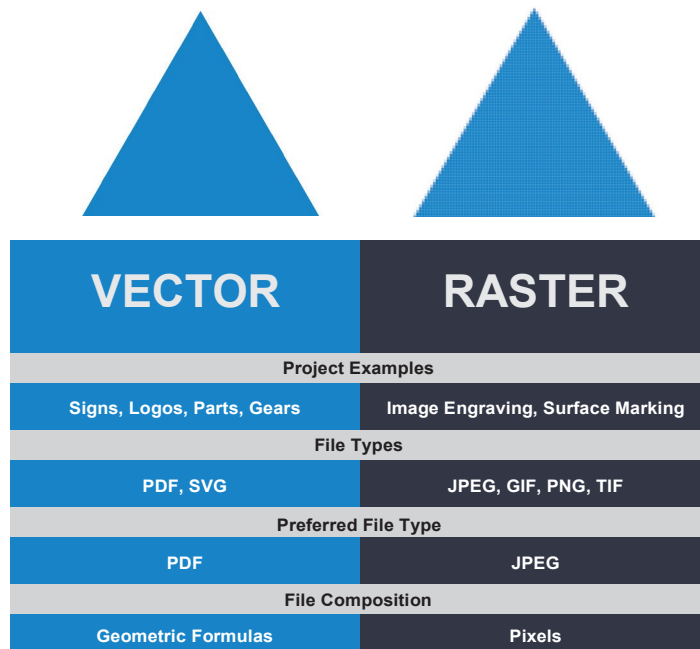 VECTOR RASTER
Project Examples
Signs, Logos, Parts, Gears Image Engraving, Surface Marking
File Types
PDF, SVG JPEG, GIF, PNG, TIF
Preferred File Type
PDF JPEG
File Composition
Geometric Formulas Pixels